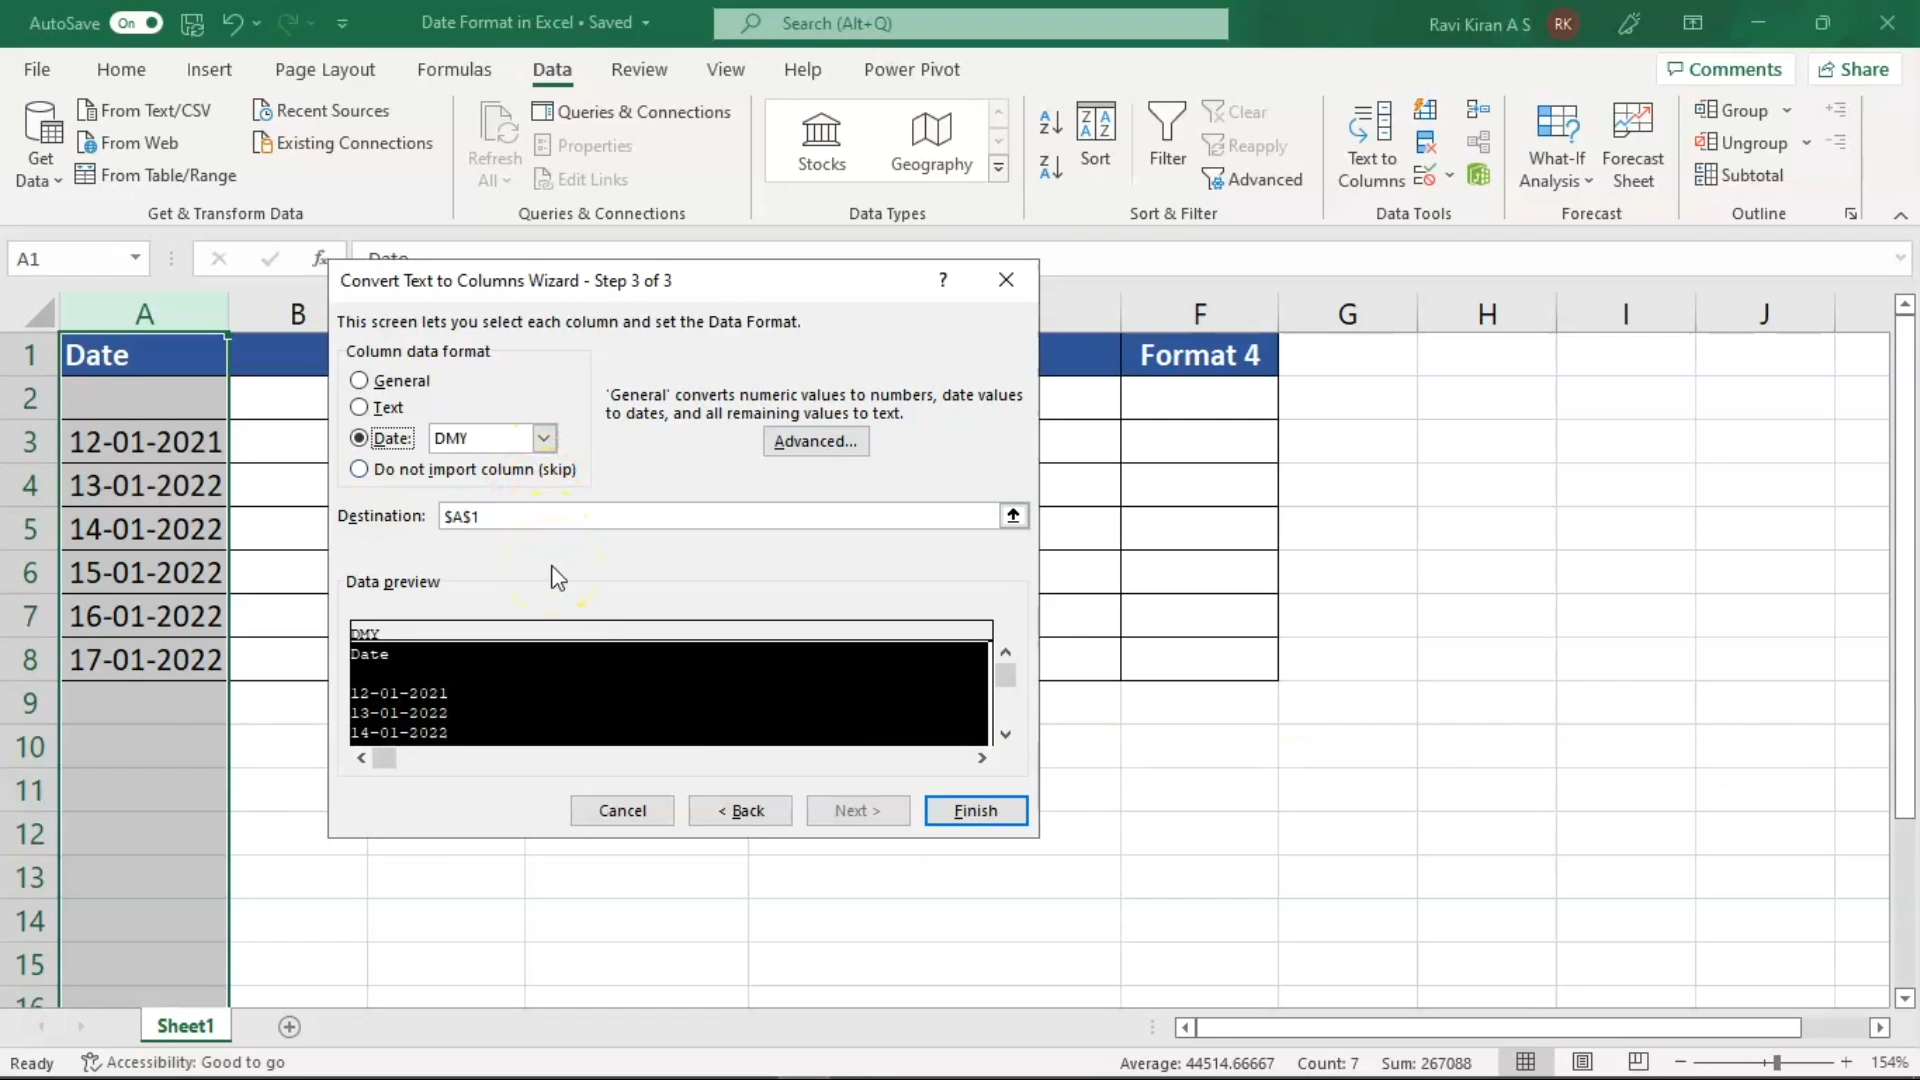 AutoSave On Date Format in Excel • Saved Search (Alt+Q) Ravi Kiran A S RK
File Home Insert Page Layout Formulas Data Review View Help Power Pivot Comments Share
Get Data
From Text/CSV
From Web
From Table/Range
Recent Sources
Existing Connections
Get & Transform Data
Refresh All
Queries & Connections
Properties
Edit Links
Queries & Connections
Stocks Geography
Data Types
Sort
Filter
Clear
Reapply
Advanced
Sort & Filter
Text to Columns
Data Tools
What-If Analysis
Forecast Sheet
Forecast
Group
Ungroup
Subtotal
Outline
A1 fx Date
A B F G H I J
1 Date Format 4
2
3 12-01-2021
4 13-01-2022
5 14-01-2022
6 15-01-2022
7 16-01-2022
8 17-01-2022
9
10
11
12
13
14
15
16
Convert Text to Columns Wizard - Step 3 of 3 ?
This screen lets you select each column and set the Data Format.
Column data format
General
Text
Date: DMY
Do not import column (skip)
'General' converts numeric values to numbers, date values
to dates, and all remaining values to text.
Advanced...
Destination: $A$1
Data preview
DMY
Date
12-01-2021
13-01-2022
14-01-2022
Cancel < Back Next > Finish
Sheet1
Ready Accessibility: Good to go Average: 44514.66667 Count: 7 Sum: 267088 154%